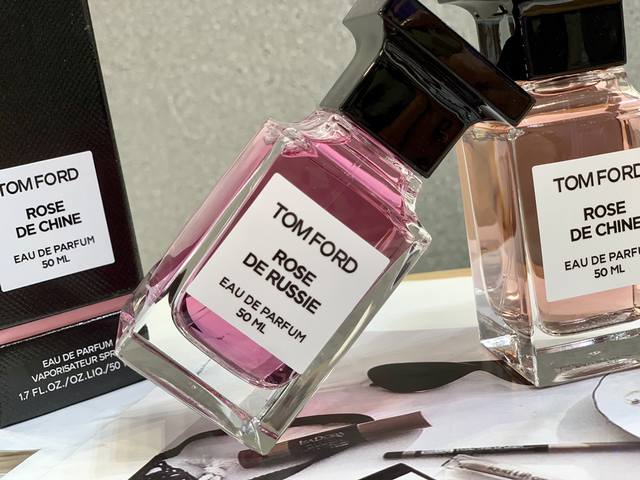 TOM FORD
ROSE
DE CHINE
EAU DE PARFUM
50 ML
EAU DE PARFUM
VAPORISATEUR SPR
1.7 FL.OZ./OZ.LIQ./50
TOM FORD
ROSE
DE RUSSIE
EAU DE PARFUM
50 ML
TOM FORD
ROSE
DE CHINE
EAU DE PARFUM
50 ML
ISADORA